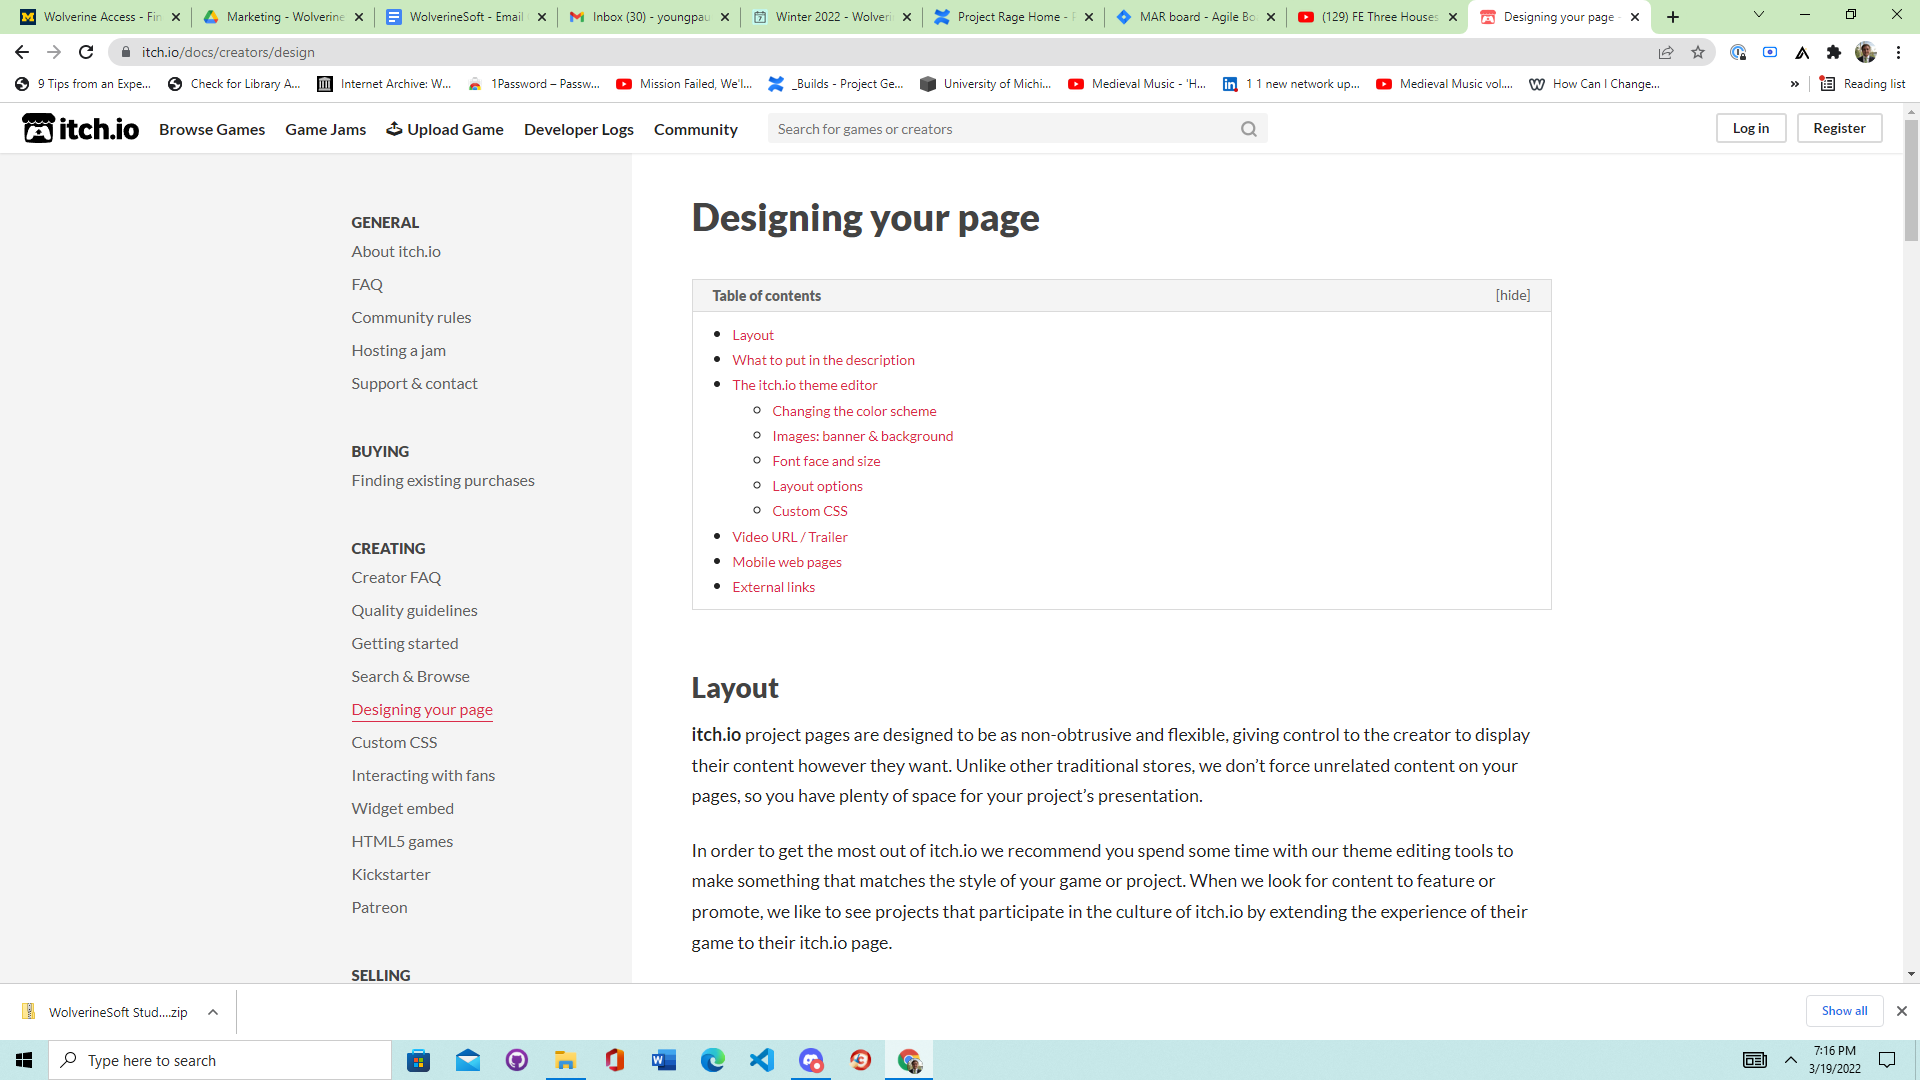 Wolverine Access - Fin
Marketing - Wolverine
WolverineSoft - Email
Inbox (30) - youngpau
Winter 2022 - Wolveri
Project Rage Home - P
MAR board - Agile Bo
(129) FE Three Houses
Designing your page -
itch.io/docs/creators/design
9 Tips from an Expe...
Check for Library A...
Internet Archive: W...
1Password – Passw...
Mission Failed, We'l...
_Builds - Project Ge...
University of Michi...
Medieval Music - 'H...
1 1 new network up...
Medieval Music vol....
How Can I Change...
»
Reading list
itch.io
Browse Games
Game Jams
Upload Game
Developer Logs
Community
Search for games or creators
Log in
Register
GENERAL
About itch.io
FAQ
Community rules
Hosting a jam
Support & contact
BUYING
Finding existing purchases
CREATING
Creator FAQ
Quality guidelines
Getting started
Search & Browse
Designing your page
Custom CSS
Interacting with fans
Widget embed
HTML5 games
Kickstarter
Patreon
SELLING
Designing your page
Table of contents
[hide]
Layout
What to put in the description
The itch.io theme editor
Changing the color scheme
Images: banner & background
Font face and size
Layout options
Custom CSS
Video URL / Trailer
Mobile web pages
External links
Layout
itch.io project pages are designed to be as non-obtrusive and flexible, giving control to the creator to display
their content however they want. Unlike other traditional stores, we don’t force unrelated content on your
pages, so you have plenty of space for your project’s presentation.
In order to get the most out of itch.io we recommend you spend some time with our theme editing tools to
make something that matches the style of your game or project. When we look for content to feature or
promote, we like to see projects that participate in the culture of itch.io by extending the experience of their
game to their itch.io page.
WolverineSoft Stud....zip
Show all
Type here to search
7:16 PM
3/19/2022